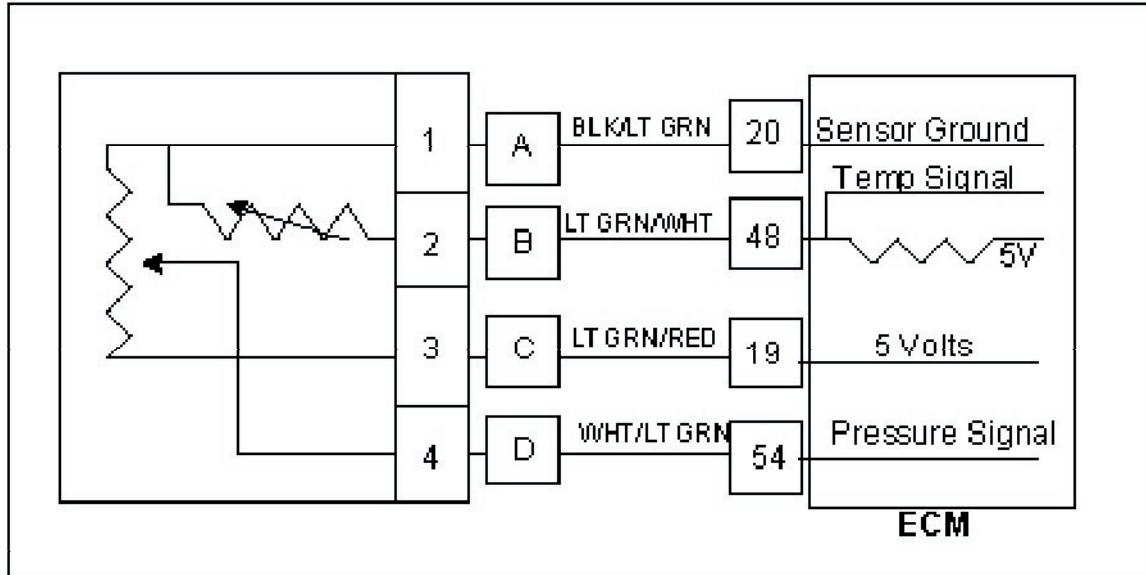 1 A BLK/LT GRN 20 Sensor Ground
Temp Signal
2 B LT GRN/WHT 48 5V
3 C LT GRN/RED 19 5 Volts
4 D WHT/LT GRN 54 Pressure Signal
ECM